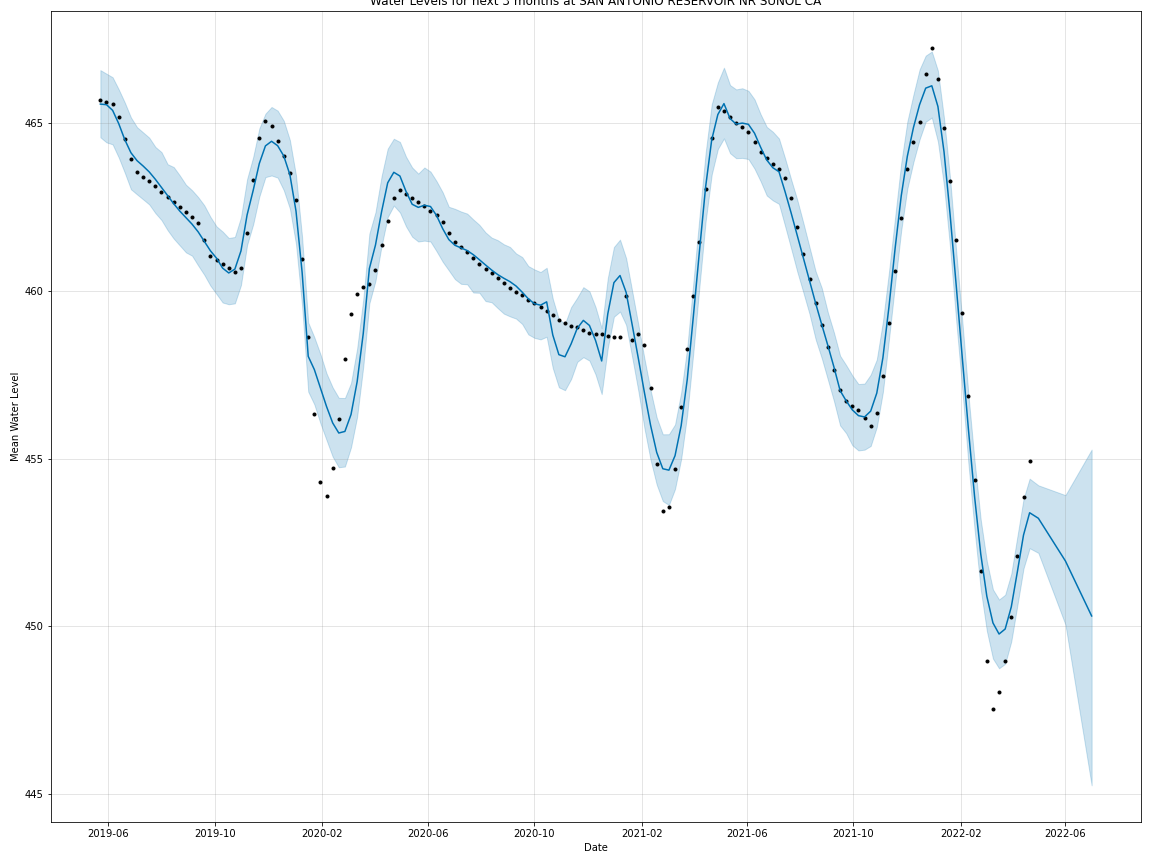 Water Levels for next 3 months at SAN ANTONIO RESERVOIR NR SUNOL CA
Mean Water Level
465
460
455
450
445
2019-06 2019-10 2020-02 2020-06 2020-10 2021-02 2021-06 2021-10 2022-02 2022-06
Date